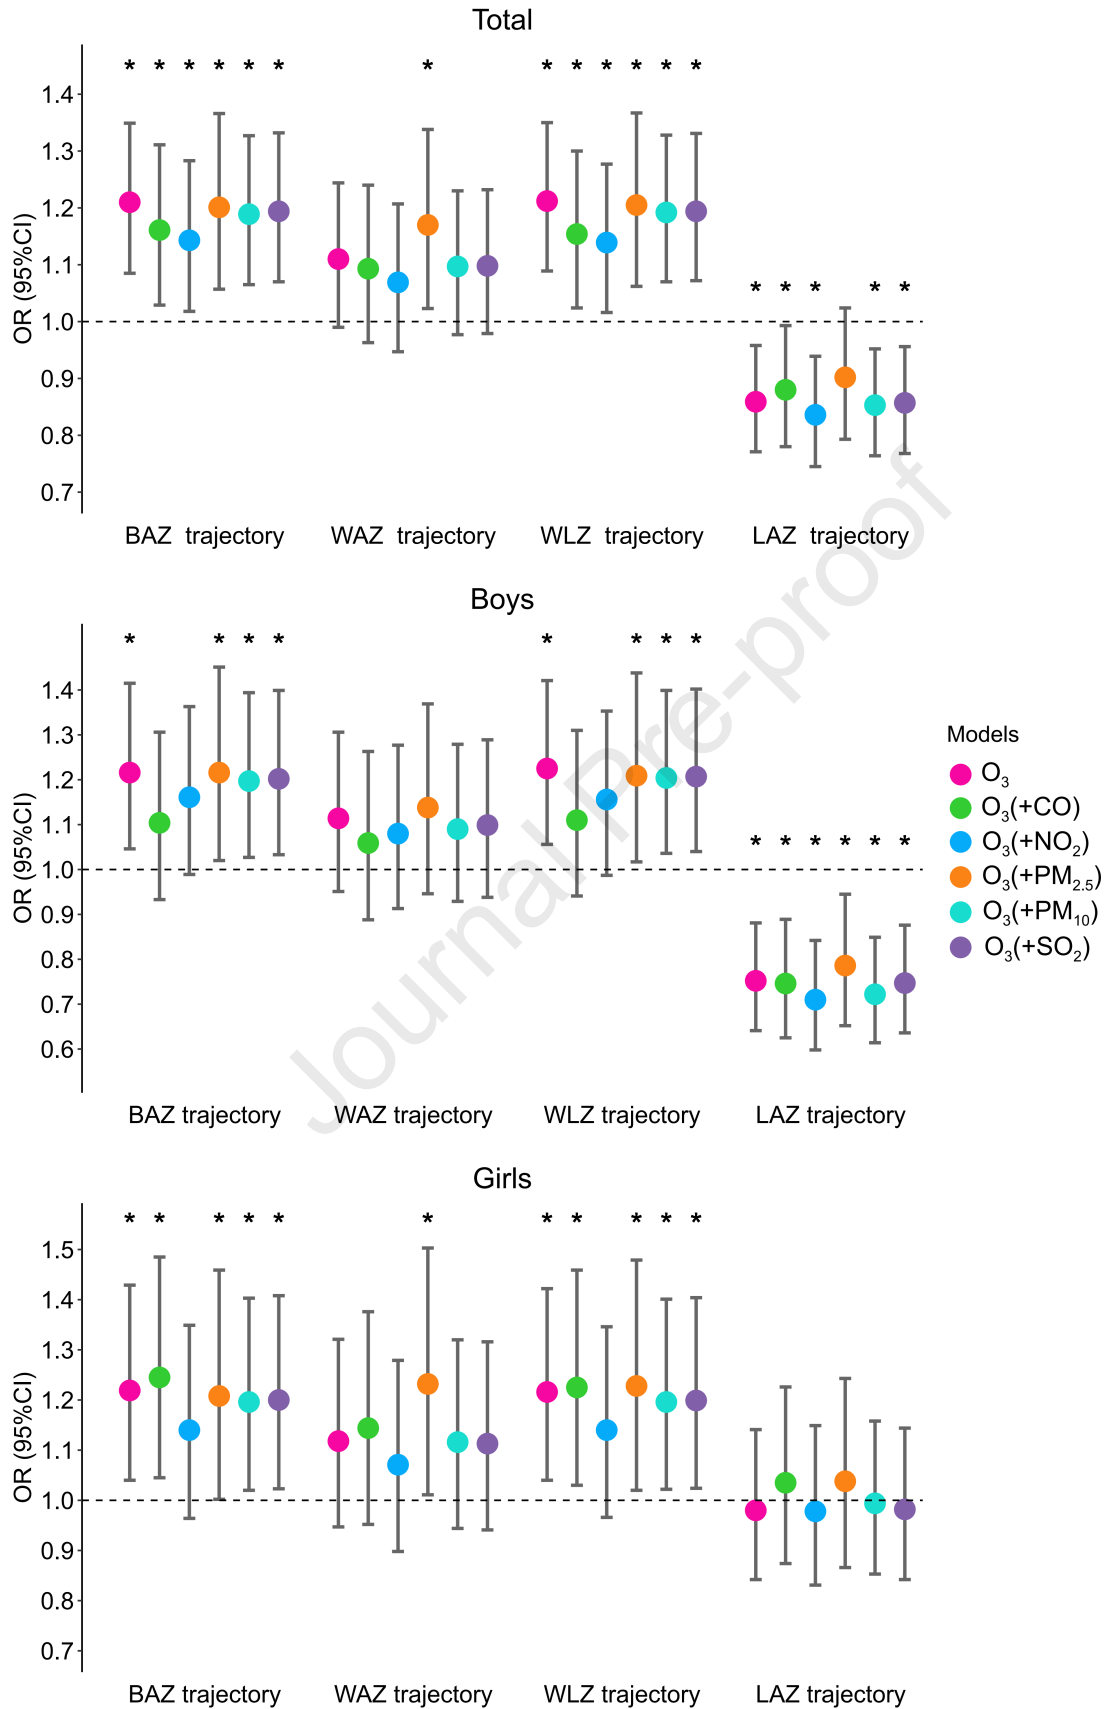 Total
* * * * * * * * * * * * *
1.4
1.3
1.2
1.1
* * * * *
1.0
0.9
0.8
0.7
OR (95%CI)
BAZ trajectory WAZ trajectory WLZ trajectory LAZ trajectory
Boys
* * * * * * * *
1.4
1.3
1.2
1.1
* * * * * *
1.0
0.9
0.8
0.7
0.6
OR (95%CI)
BAZ trajectory WAZ trajectory WLZ trajectory LAZ trajectory
Models
O₃
O₃(+CO)
O₃(+NO₂)
O₃(+PM₂.₅)
O₃(+PM₁₀)
O₃(+SO₂)
Girls
* * * * * * * * * * *
1.5
1.4
1.3
1.2
1.1
1.0
0.9
0.8
0.7
OR (95%CI)
BAZ trajectory WAZ trajectory WLZ trajectory LAZ trajectory
Journal Pre-proof